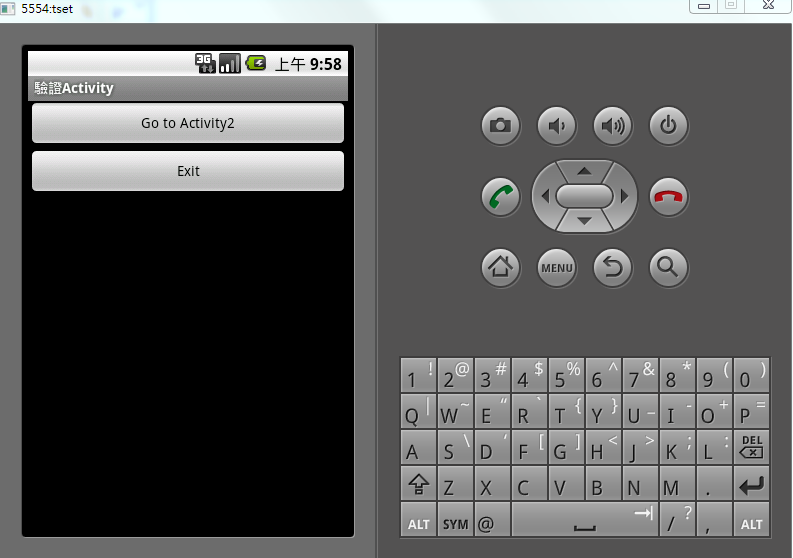 5554:tset
3G 上午 9:58
驗證Activity
Go to Activity2
Exit
MENU
1 ! 2 @ 3 # 4 $ 5 % 6 ^ 7 & 8 * 9 ( 0 )
Q | W ~ E “ R ` T { Y } U _ I - O + P =
A S \ D ‘ F [ G ] H < J > K ; L : DEL
Z X C V B N M .
ALT SYM @ / ? , ALT